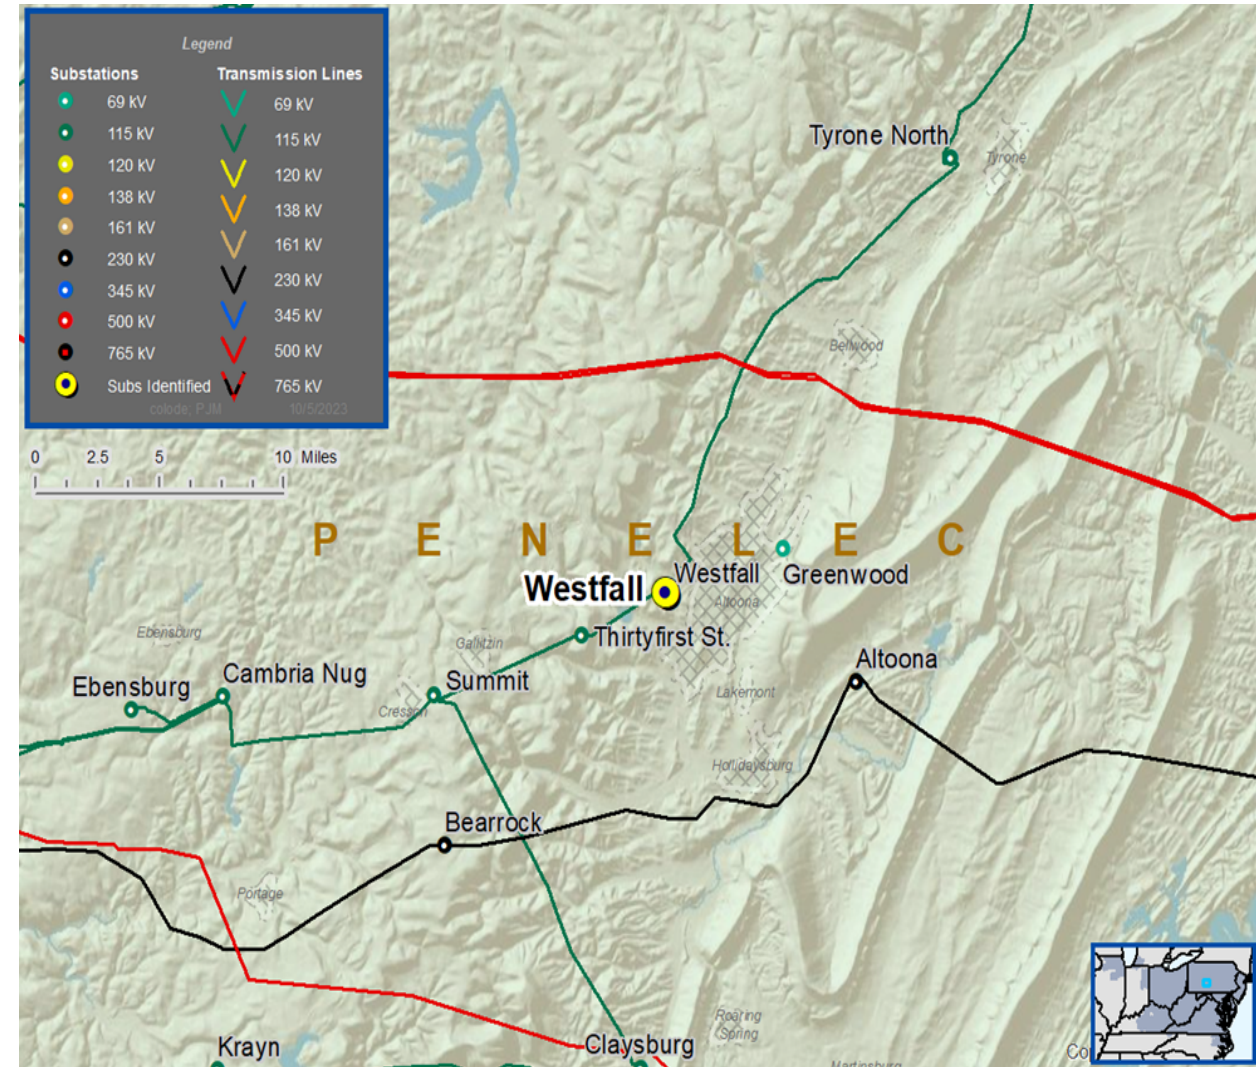 Legend
Substations
Transmission Lines
69 kV
69 kV
115 kV
115 kV
120 kV
120 kV
138 kV
138 kV
161 kV
161 kV
230 kV
230 kV
345 kV
345 kV
500 kV
500 kV
765 kV
765 kV
Subs Identified
colode; PJM
10/5/2023
0 2.5 5 10 Miles
Tyrone North
Tyrone
Bellwood
P E N E L E C
Westfall
Westfall
Greenwood
Altoona
Thirtyfirst St.
Ebensburg
Gallitzin
Cambria Nug
Summit
Altoona
Ebensburg
Lakemont
Cresson
Hollidaysburg
Bearrock
Portage
Roaring
Spring
Claysburg
Krayn
Martinsburg